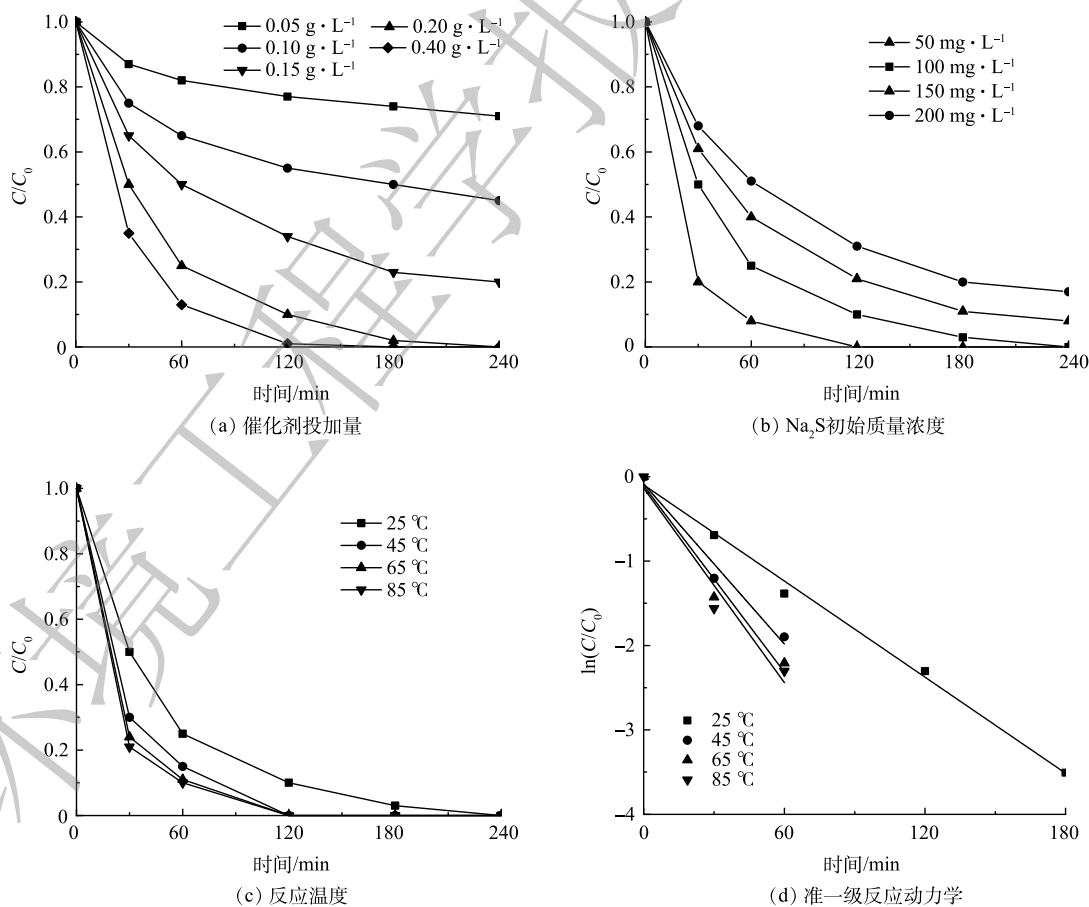 1.0
0.8
0.6
0.4
0.2
0
C/C₀
0.05 g·L⁻¹
0.10 g·L⁻¹
0.15 g·L⁻¹
0.20 g·L⁻¹
0.40 g·L⁻¹
0 60 120 180 240
时间/min
(a) 催化剂投加量
1.0
0.8
0.6
0.4
0.2
0
C/C₀
50 mg·L⁻¹
100 mg·L⁻¹
150 mg·L⁻¹
200 mg·L⁻¹
0 60 120 180 240
时间/min
(b) Na₂S初始质量浓度
1.0
0.8
0.6
0.4
0.2
0
C/C₀
25 ℃
45 ℃
65 ℃
85 ℃
0 60 120 180 240
时间/min
(c) 反应温度
0
−1
−2
−3
−4
ln(C/C₀)
25 ℃
45 ℃
65 ℃
85 ℃
0 60 120 180
时间/min
(d) 准一级反应动力学
环境工程学报